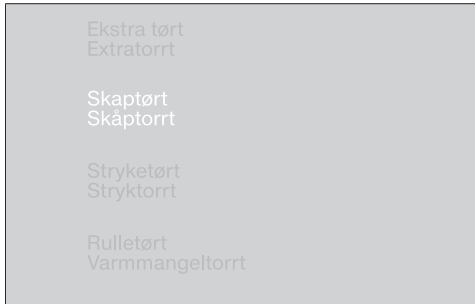 Ekstra tørt
Extratorrt
Skaptørt
Skåptorrt
Stryketørt
Stryktorrt
Rulletørt
Varmmangeltorrt